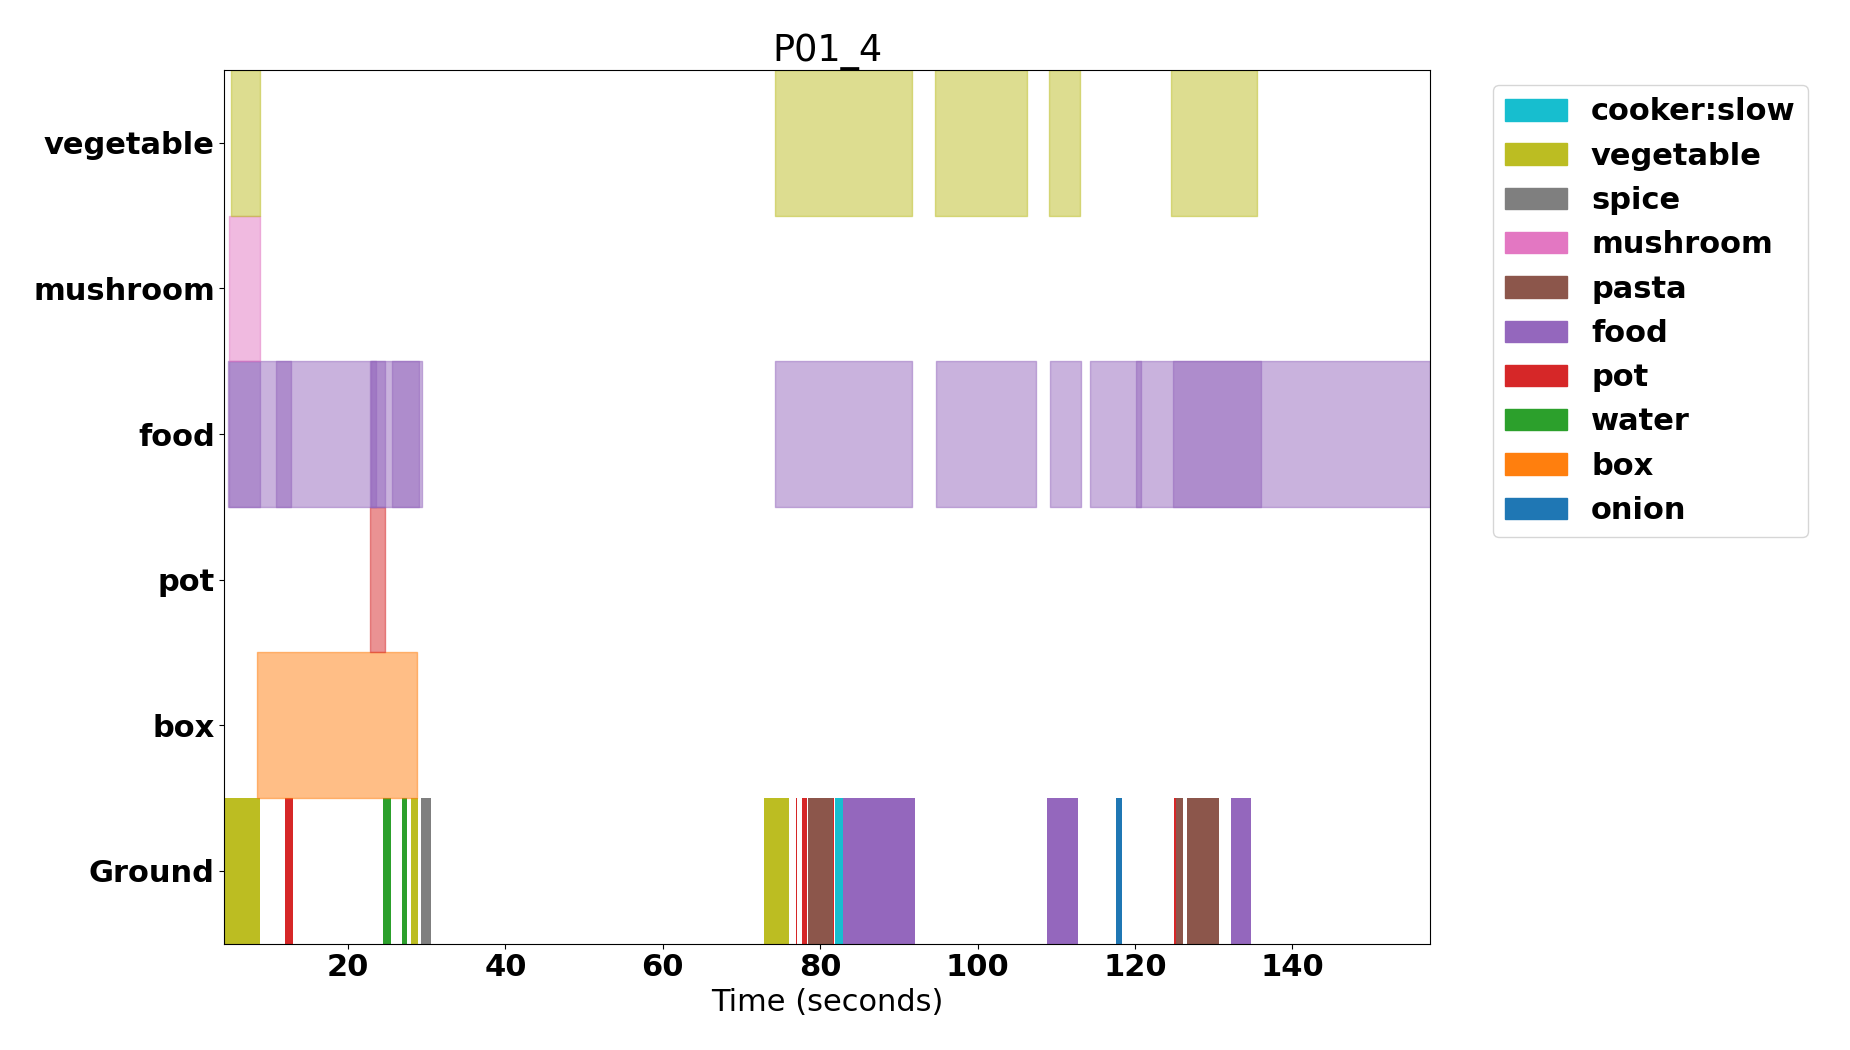 P01_4
vegetable
mushroom
food
pot
box
Ground
20 40 60 80 100 120 140
Time (seconds)
cooker:slow
vegetable
spice
mushroom
pasta
food
pot
water
box
onion